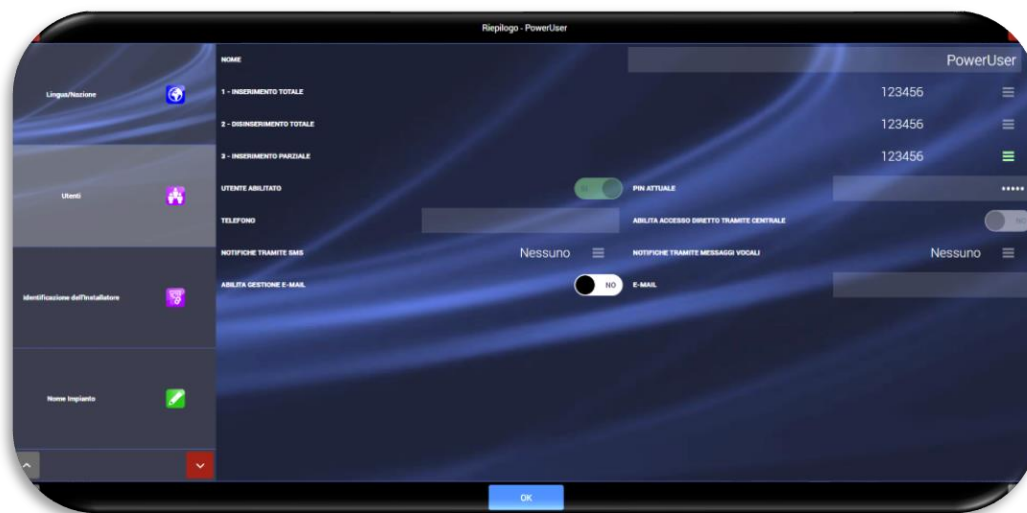 Riepilogo - PowerUser
Lingua/Nazione
Utenti
Identificazione dell'Installatore
Nome Impianto
NOME
PowerUser
1 - INSERIMENTO TOTALE
123456
2 - DISINSERIMENTO TOTALE
123456
3 - INSERIMENTO PARZIALE
123456
UTENTE ABILITATO
PIN ATTUALE
•••••
TELEFONO
ABILITA ACCESSO DIRETTO TRAMITE CENTRALE
NOTIFICHE TRAMITE SMS
Nessuno
NOTIFICHE TRAMITE MESSAGGI VOCALI
Nessuno
ABILITA GESTIONE E-MAIL
NO
E-MAIL
OK